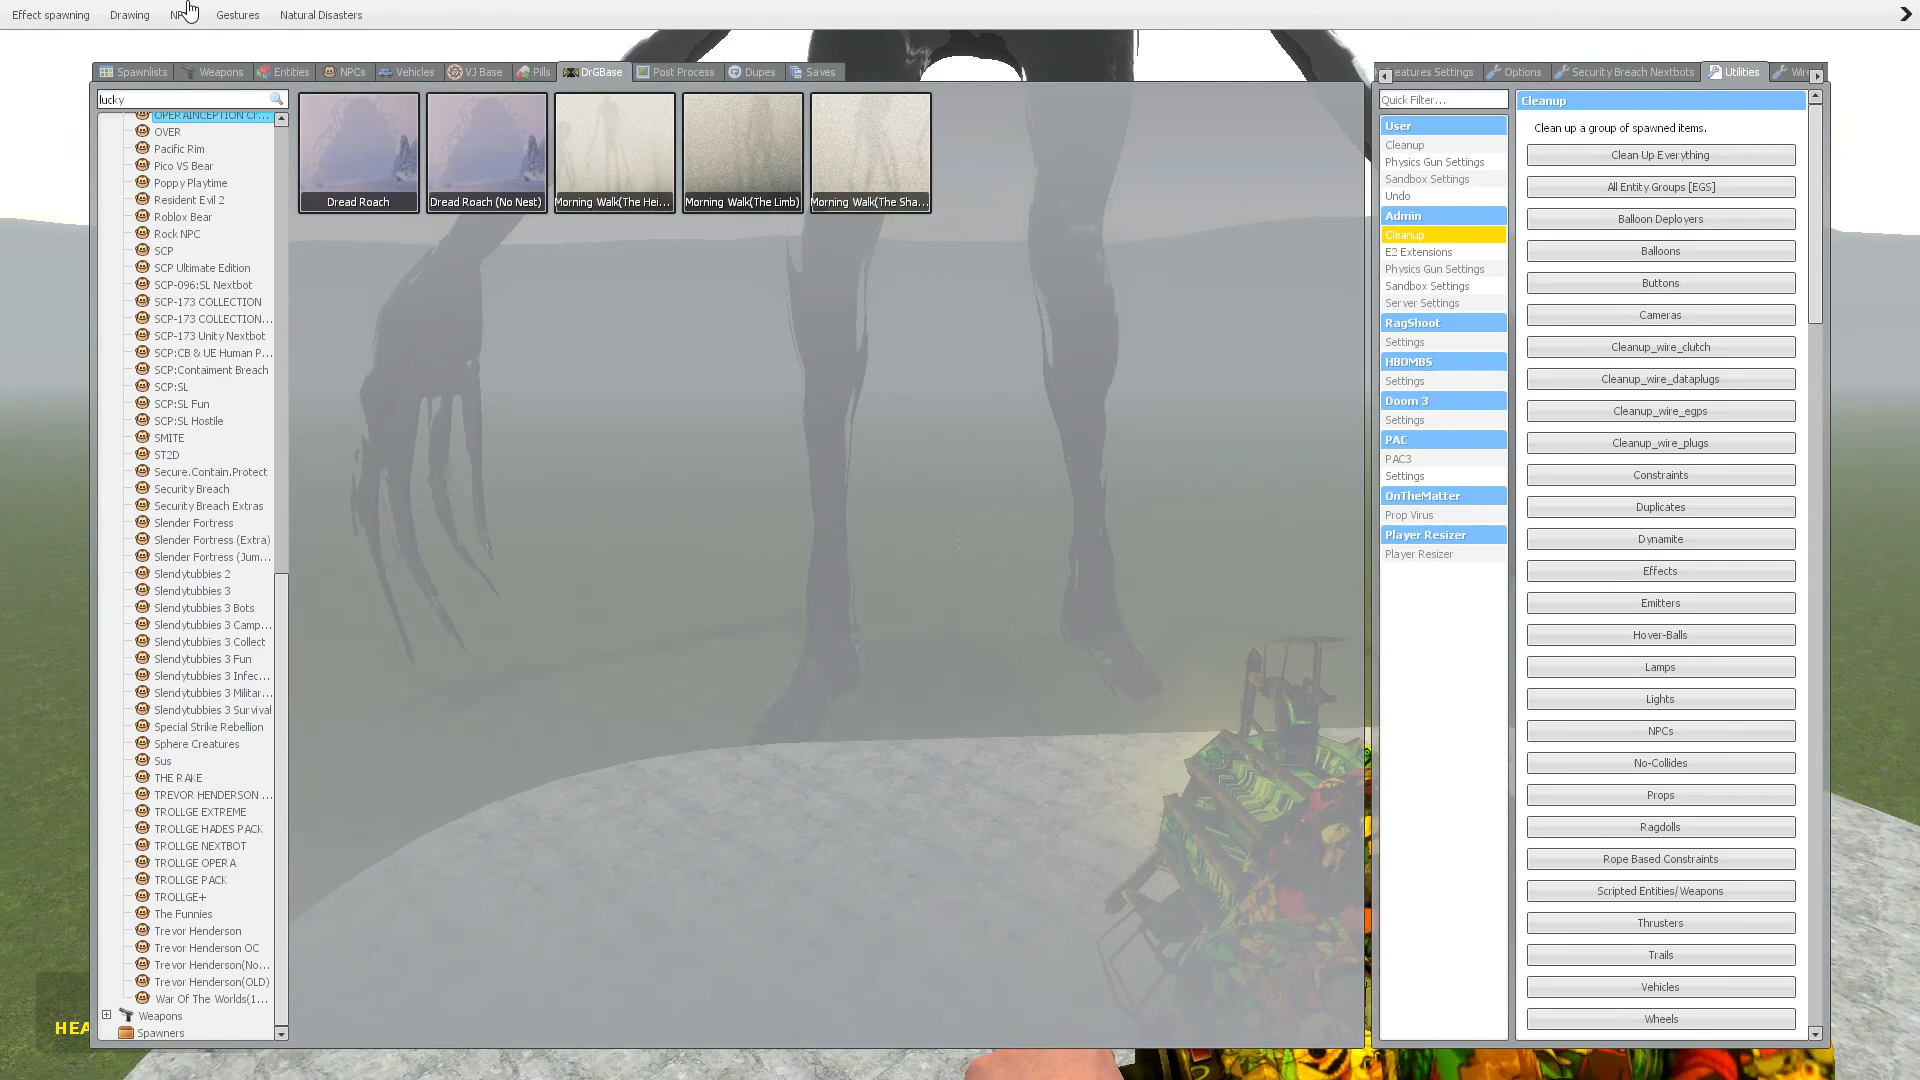 Effect spawning
Drawing
Gestures
Natural Disasters
Spawnlists
Weapons
Entities
NPCs
Vehicles
VJ Base
Pills
DrGBase
Post Process
Dupes
Saves
lucky
OPERAINCEPTION Cr...
OVER
Pacific Rim
Pico VS Bear
Poppy Playtime
Resident Evil 2
Roblox Bear
Rock NPC
SCP
SCP Ultimate Edition
SCP-096:SL Nextbot
SCP-173 COLLECTION
SCP-173 COLLECTION...
SCP-173 Unity Nextbot
SCP:CB & UE Human P...
SCP:Contaiment Breach
SCP:SL
SCP:SL Fun
SCP:SL Hostile
SMITE
ST2D
Secure.Contain.Protect
Security Breach
Security Breach Extras
Slender Fortress
Slender Fortress (Extra)
Slender Fortress (Jum...
Slendytubbies 2
Slendytubbies 3
Slendytubbies 3 Bots
Slendytubbies 3 Camp...
Slendytubbies 3 Collect
Slendytubbies 3 Fun
Slendytubbies 3 Infec...
Slendytubbies 3 Militar...
Slendytubbies 3 Survival
Special Strike Rebellion
Sphere Creatures
Sus
THE RAKE
TREVOR HENDERSON ...
TROLLGE EXTREME
TROLLGE HADES PACK
TROLLGE NEXTBOT
TROLLGE OPERA
TROLLGE PACK
TROLLGE+
The Funnies
Trevor Henderson
Trevor Henderson OC
Trevor Henderson(No...
Trevor Henderson(OLD)
War Of The Worlds(1...
Weapons
Spawners
Dread Roach
Dread Roach (No Nest)
Morning Walk(The Hei...
Morning Walk(The Limb)
Morning Walk(The Sha...
HEA
eatures Settings
Options
Security Breach Nextbots
Utilities
Wir
Quick Filter...
User
Cleanup
Physics Gun Settings
Sandbox Settings
Undo
Admin
Cleanup
E2 Extensions
Physics Gun Settings
Sandbox Settings
Server Settings
RagShoot
Settings
HBOMBS
Settings
Doom 3
Settings
PAC
PAC3
Settings
OnTheMatter
Prop Virus
Player Resizer
Player Resizer
Cleanup
Clean up a group of spawned items.
Clean Up Everything
All Entity Groups [EGS]
Balloon Deployers
Balloons
Buttons
Cameras
Cleanup_wire_clutch
Cleanup_wire_dataplugs
Cleanup_wire_egps
Cleanup_wire_plugs
Constraints
Duplicates
Dynamite
Effects
Emitters
Hover-Balls
Lamps
Lights
NPCs
No-Collides
Props
Ragdolls
Rope Based Constraints
Scripted Entities/Weapons
Thrusters
Trails
Vehicles
Wheels